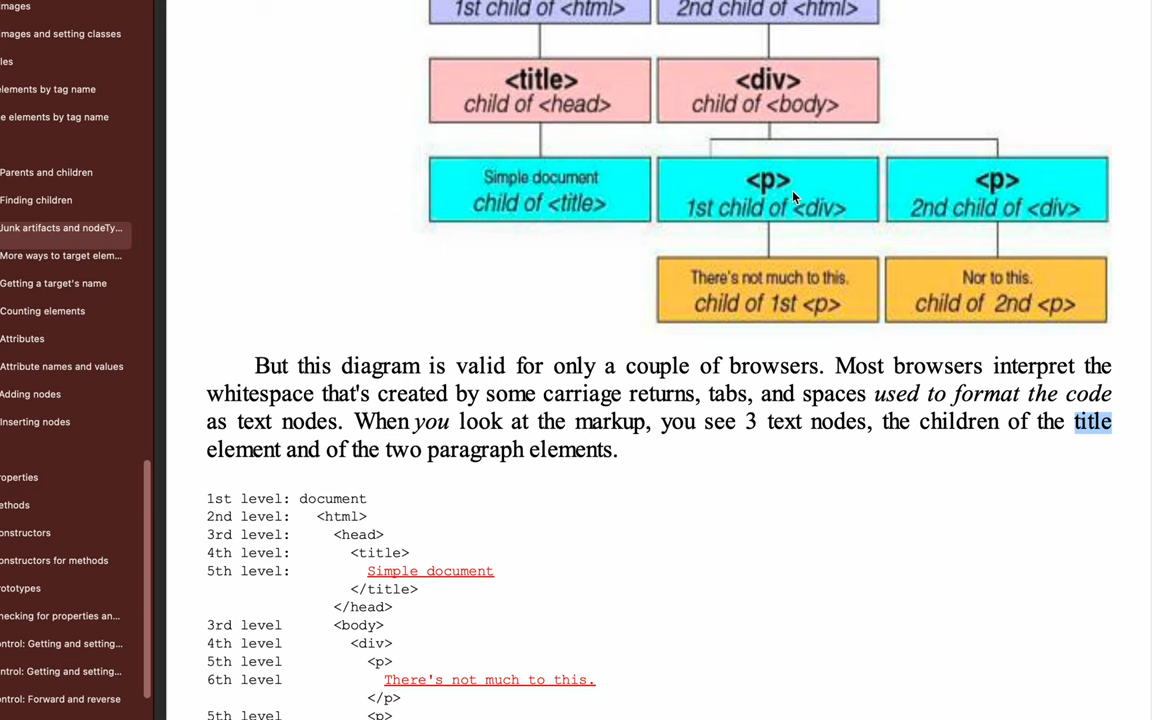 mages
mages and setting classes
les
elements by tag name
e elements by tag name
Parents and children
Finding children
Junk artifacts and nodeTy...
More ways to target elem...
Getting a target's name
Counting elements
Attributes
Attribute names and values
Adding nodes
Inserting nodes
roperties
ethods
onstructors
onstructors for methods
rototypes
hecking for properties an...
ontrol: Getting and setting...
ontrol: Getting and setting...
ontrol: Forward and reverse
1st child of <html>
2nd child of <html>
<title>
child of <head>
<div>
child of <body>
Simple document
child of <title>
<p>
1st child of <div>
<p>
2nd child of <div>
There's not much to this.
child of 1st <p>
Nor to this.
child of 2nd <p>
But this diagram is valid for only a couple of browsers. Most browsers interpret the
whitespace that's created by some carriage returns, tabs, and spaces used to format the code
as text nodes. When you look at the markup, you see 3 text nodes, the children of the title
element and of the two paragraph elements.
1st level: document
2nd level: <html>
3rd level: <head>
4th level: <title>
5th level: Simple document
</title>
</head>
3rd level <body>
4th level <div>
5th level <p>
6th level There's not much to this.
</p>
5th level <p>